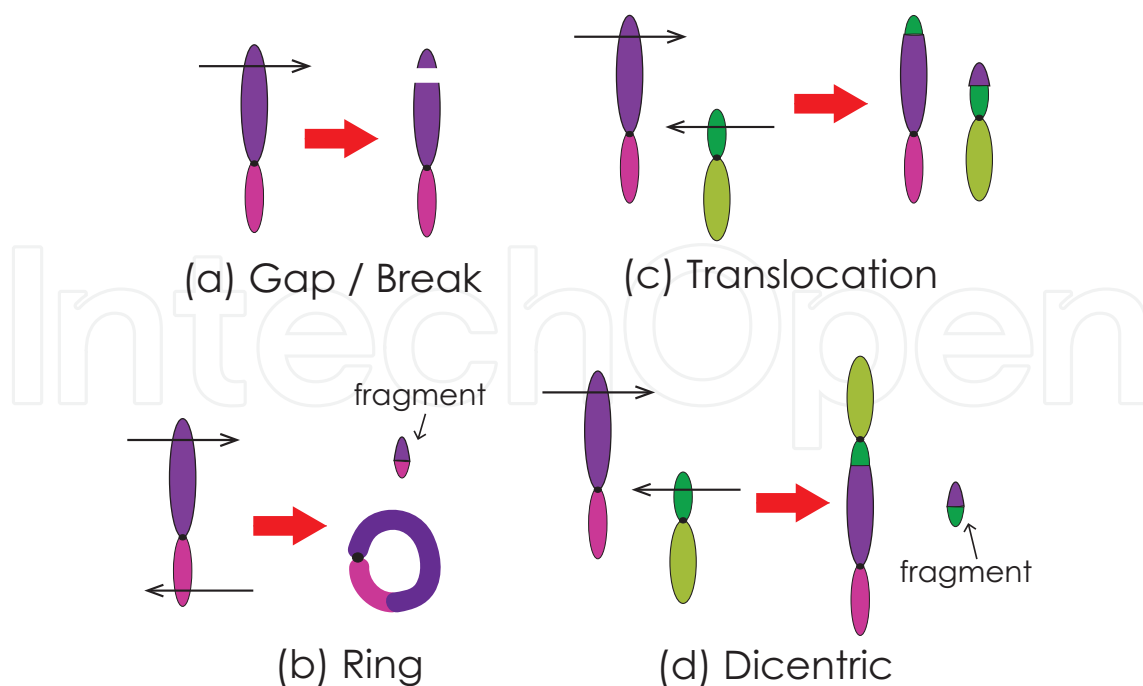 (a) Gap / Break
(c) Translocation
IntechOpen
fragment
(b) Ring
fragment
(d) Dicentric